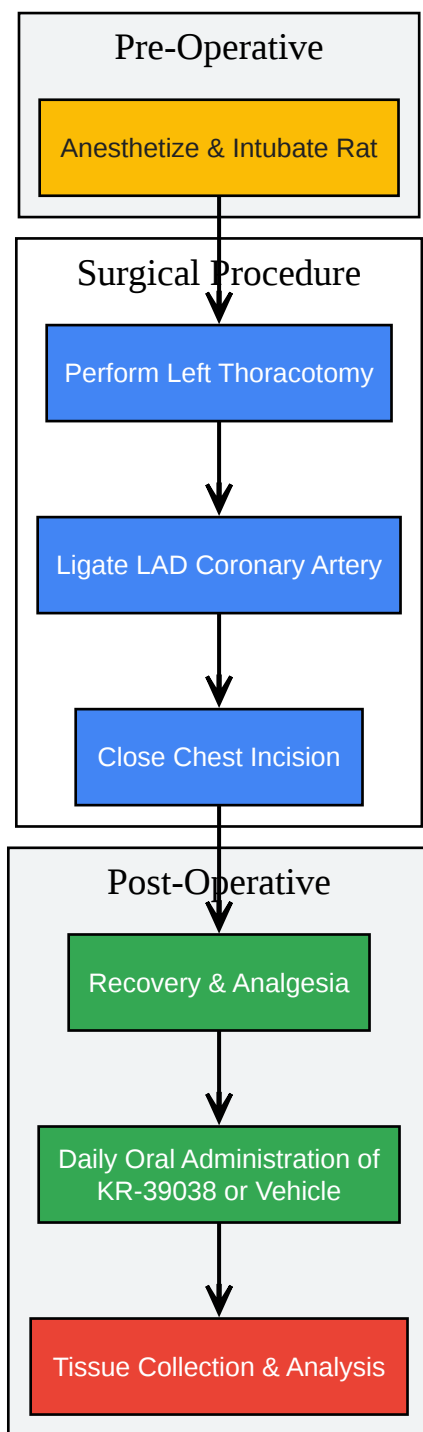 Pre-Operative
Anesthetize & Intubate Rat
Surgical Procedure
Perform Left Thoracotomy
Ligate LAD Coronary Artery
Close Chest Incision
Post-Operative
Recovery & Analgesia
Daily Oral Administration of
KR-39038 or Vehicle
Tissue Collection & Analysis